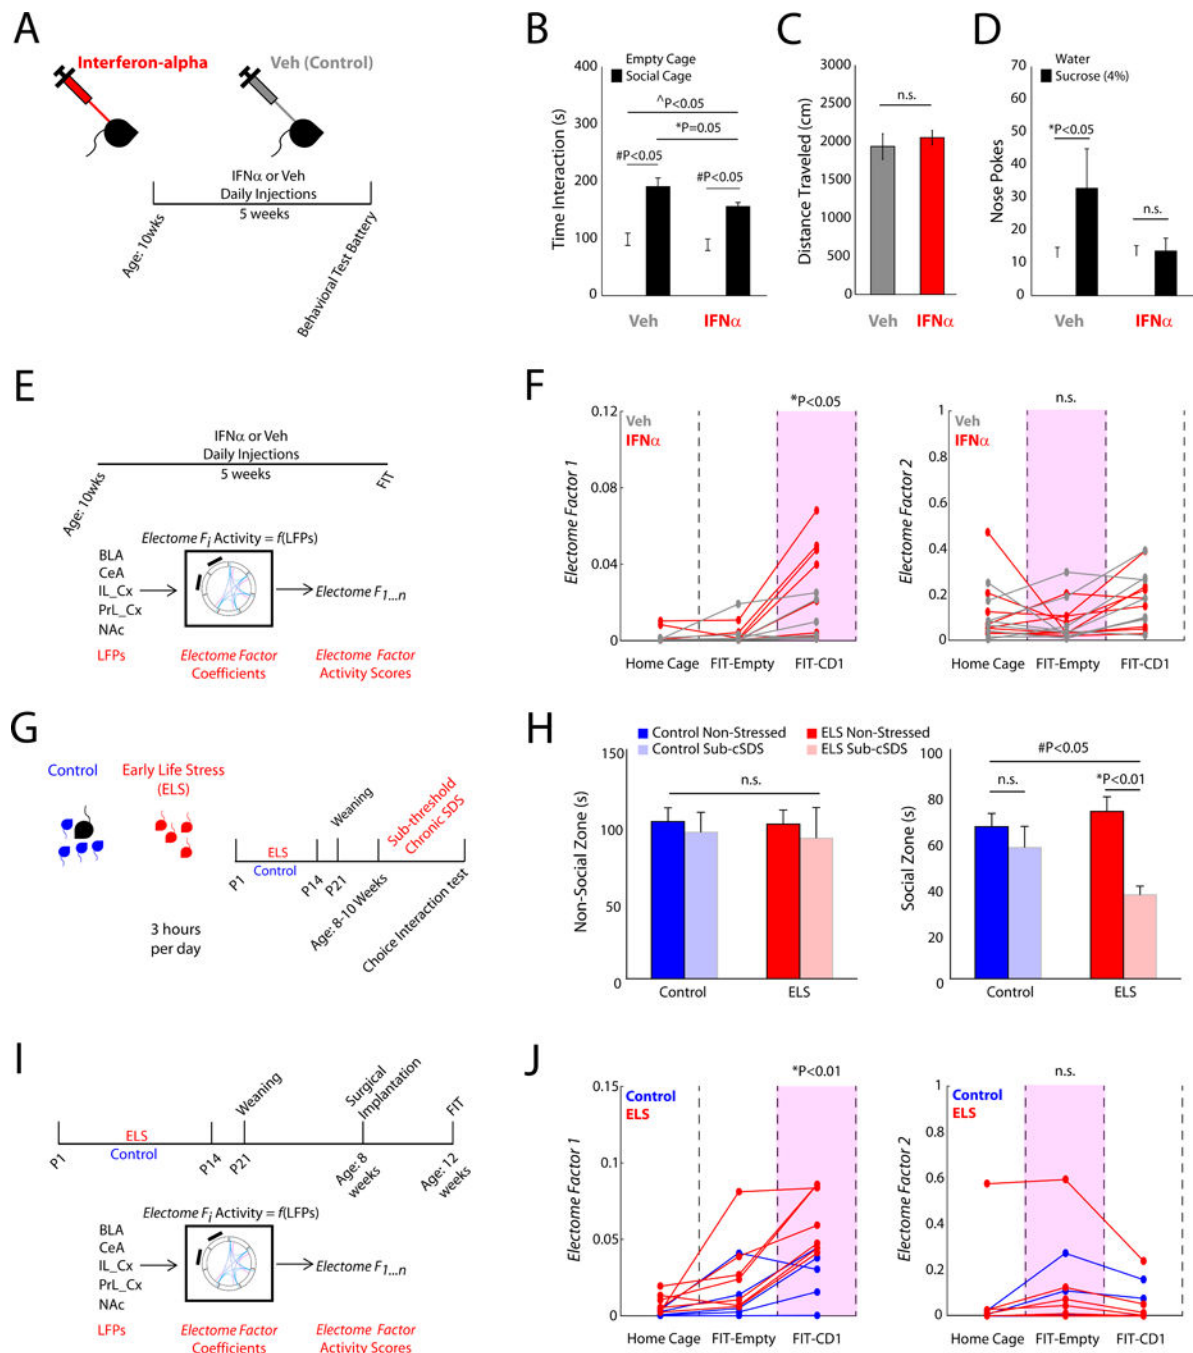 A
Interferon-alpha
Veh (Control)
IFNα or Veh
Daily Injections
5 weeks
Age: 10wks
Behavioral Test Battery
B
Empty Cage
Social Cage
^P<0.05
*P=0.05
#P<0.05
#P<0.05
Time Interaction (s)
400
300
200
100
0
Veh
IFNα
C
3000
2500
2000
1500
1000
500
0
n.s.
Distance Traveled (cm)
Veh
IFNα
D
Water
Sucrose (4%)
70
60
50
40
30
20
10
0
*P<0.05
n.s.
Nose Pokes
Veh
IFNα
E
IFNα or Veh
Daily Injections
5 weeks
Age: 10wks
FIT
Electome Fi Activity = f(LFPs)
BLA
CeA
IL_Cx
PrL_Cx
NAc
Electome F1...n
LFPs
Electome Factor
Coefficients
Electome Factor
Activity Scores
F
*P<0.05
Veh
IFNα
0.12
0.08
0.04
0
Electome Factor 1
Home Cage
FIT-Empty
FIT-CD1
n.s.
Veh
IFNα
1
0.8
0.6
0.4
0.2
0
Electome Factor 2
Home Cage
FIT-Empty
FIT-CD1
G
Control
Early Life Stress
(ELS)
3 hours
per day
ELS
Control
P1
P14
P21
Weaning
Age: 8-10 Weeks
Sub-threshold
Chronic SDS
Choice Interaction test
H
Control Non-Stressed
Control Sub-cSDS
ELS Non-Stressed
ELS Sub-cSDS
150
100
50
0
n.s.
Non-Social Zone (s)
Control
ELS
100
80
60
40
20
0
#P<0.05
n.s.
*P<0.01
Social Zone (s)
Control
ELS
I
ELS
Control
P1
P14
P21
Weaning
Surgical
Implantation
Age: 8
weeks
FIT
Age: 12
weeks
Electome Fi Activity = f(LFPs)
BLA
CeA
IL_Cx
PrL_Cx
NAc
Electome F1...n
LFPs
Electome Factor
Coefficients
Electome Factor
Activity Scores
J
*P<0.01
Control
ELS
0.15
0.1
0.05
0
Electome Factor 1
Home Cage
FIT-Empty
FIT-CD1
n.s.
Control
ELS
1
0.8
0.6
0.4
0.2
0
Electome Factor 2
Home Cage
FIT-Empty
FIT-CD1